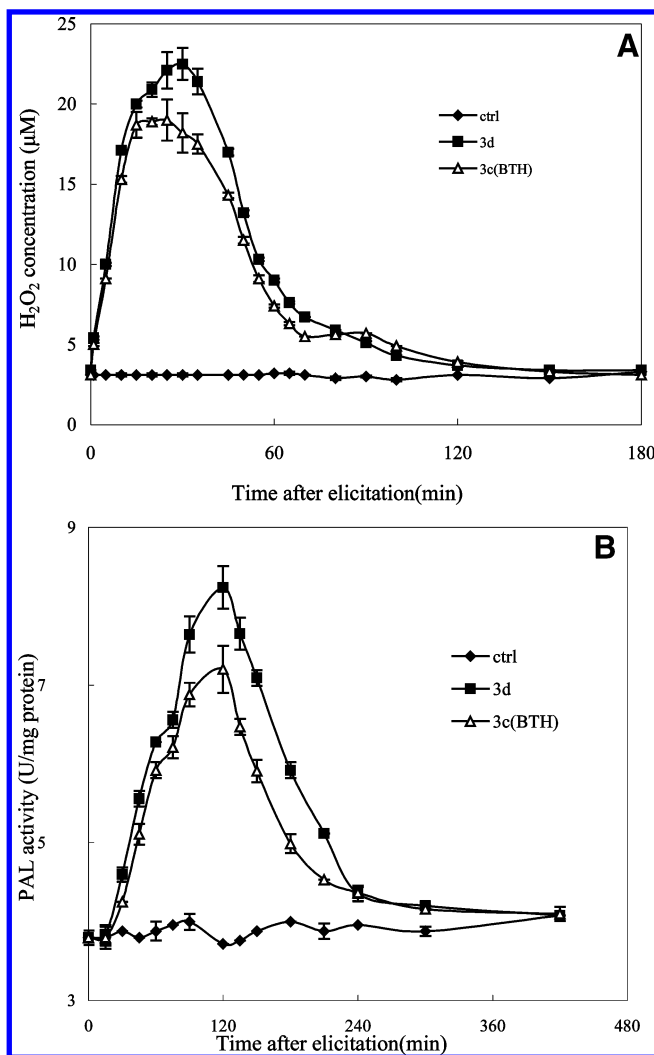 A
25
20
15
10
5
0
H₂O₂ concentration (μM)
ctrl
3d
3c(BTH)
0 60 120 180
Time after elicitation(min)
B
9
7
5
3
PAL activity (U/mg protein)
ctrl
3d
3c(BTH)
0 120 240 360 480
Time after elicitation(min)